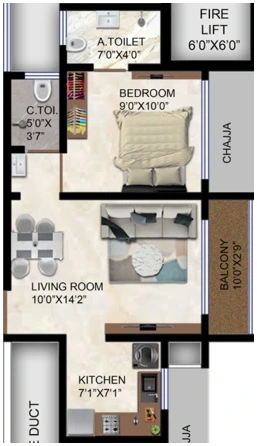 FIRE
LIFT
6'0"X6'0"
A.TOILET
7'0"X4'0"
BEDROOM
9'0"X10'0"
C.TOI.
5'0"X
3'7"
CHAJJA
BALCONY
10'0"X2'9"
LIVING ROOM
10'0"X14'2"
KITCHEN
7'1"X7'1"
E DUCT
JJA